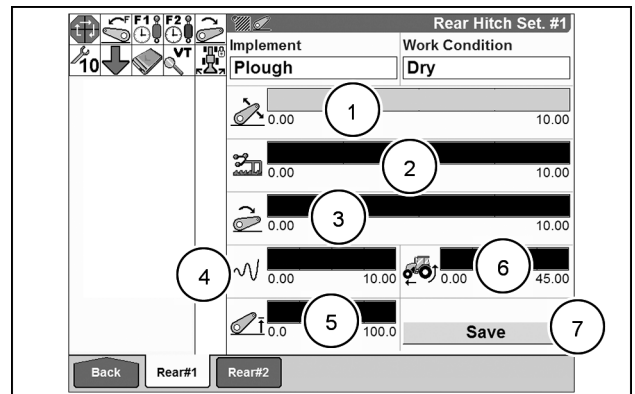 F F1 F2
Rear Hitch Set. #1
10 VT
Implement Work Condition
Plough Dry
1
0.00 10.00
2
0.00 10.00
3
0.00 10.00
4
0.00 10.00
6
0.00 45.00
5
0.0 100.0
Save 7
Back Rear#1 Rear#2